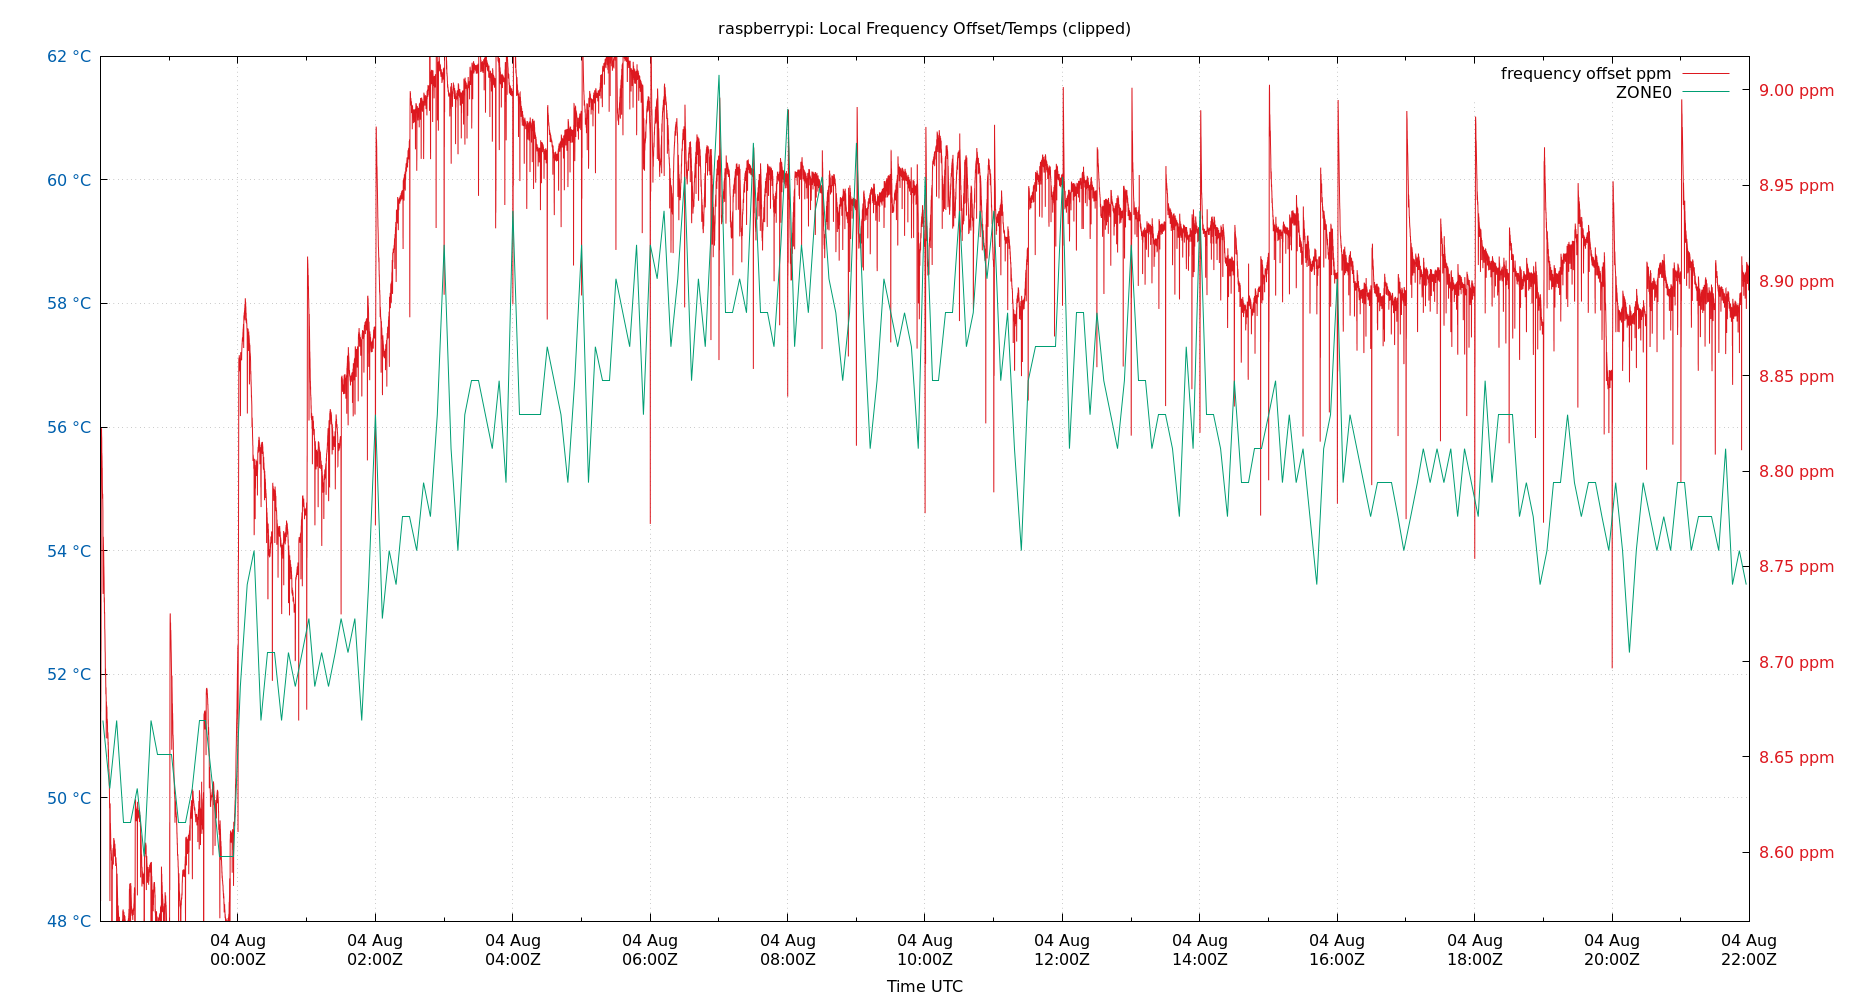 raspberrypi: Local Frequency Offset/Temps (clipped)
62 °C
60 °C
58 °C
56 °C
54 °C
52 °C
50 °C
48 °C
frequency offset ppm
ZONE0
9.00 ppm
8.95 ppm
8.90 ppm
8.85 ppm
8.80 ppm
8.75 ppm
8.70 ppm
8.65 ppm
8.60 ppm
04 Aug
00:00Z
04 Aug
02:00Z
04 Aug
04:00Z
04 Aug
06:00Z
04 Aug
08:00Z
04 Aug
10:00Z
04 Aug
12:00Z
04 Aug
14:00Z
04 Aug
16:00Z
04 Aug
18:00Z
04 Aug
20:00Z
04 Aug
22:00Z
Time UTC